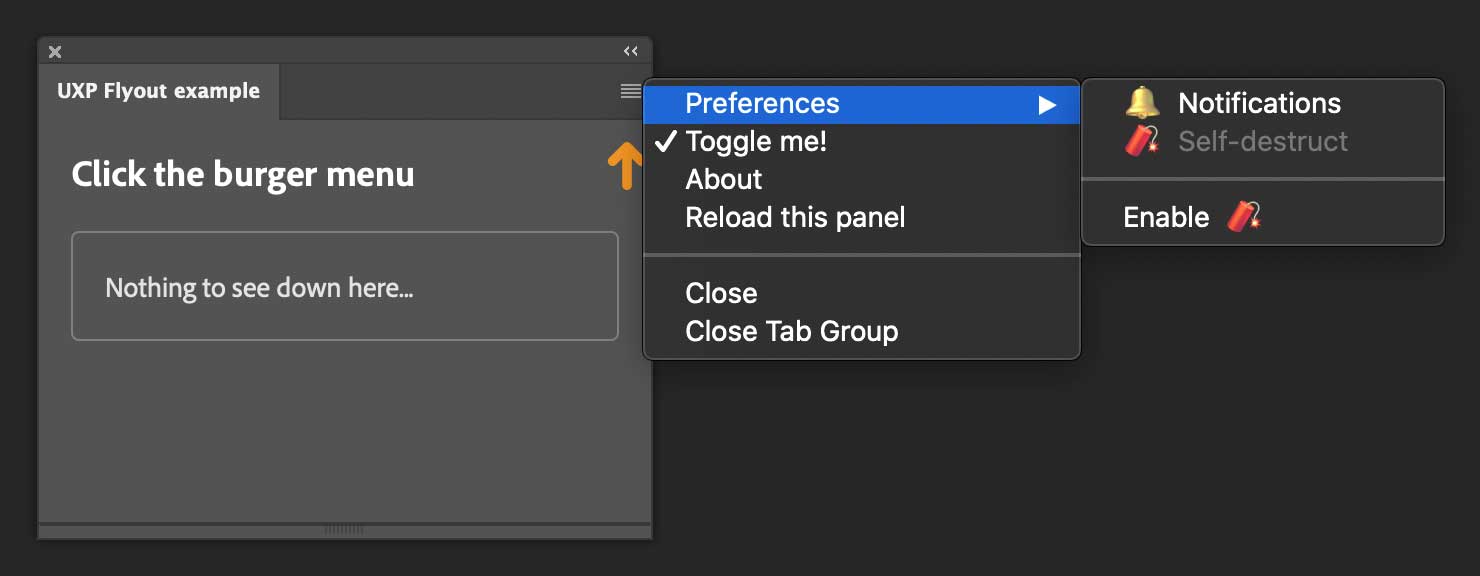 UXP Flyout example
Click the burger menu
Nothing to see down here...
Preferences
Toggle me!
About
Reload this panel
Close
Close Tab Group
Notifications
Self-destruct
Enable